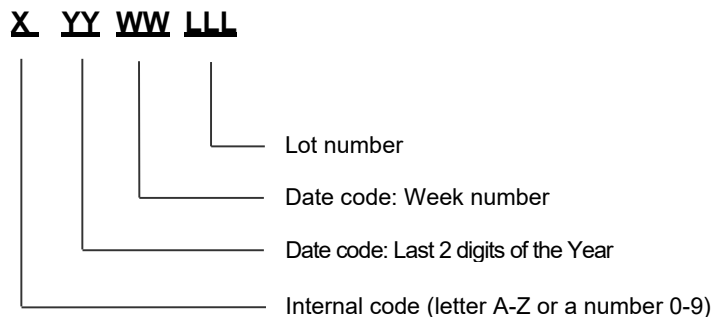 X YY WW LLL
Lot number
Date code: Week number
Date code: Last 2 digits of the Year
Internal code (letter A-Z or a number 0-9)